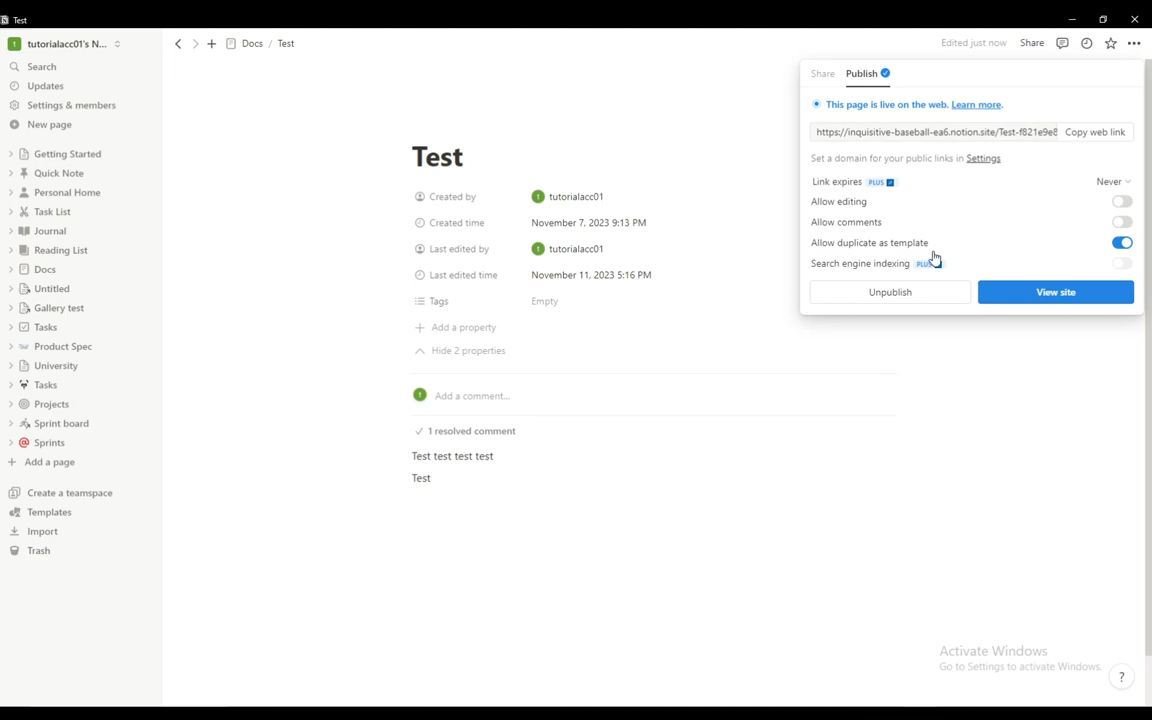 Test
t tutorialacc01's N...
Docs / Test
Edited just now Share
Search
Updates
Settings & members
New page
Getting Started
Quick Note
Personal Home
Task List
Journal
Reading List
Docs
Untitled
Gallery test
Tasks
Product Spec
University
Tasks
Projects
Sprint board
Sprints
Add a page
Create a teamspace
Templates
Import
Trash
Test
Created by t tutorialacc01
Created time November 7, 2023 9:13 PM
Last edited by t tutorialacc01
Last edited time November 11, 2023 5:16 PM
Tags Empty
Add a property
Hide 2 properties
t Add a comment...
1 resolved comment
Test test test test
Test
Share Publish
This page is live on the web. Learn more.
https://inquisitive-baseball-ea6.notion.site/Test-f821e9e8 Copy web link
Set a domain for your public links in Settings
Link expires PLUS Never
Allow editing
Allow comments
Allow duplicate as template
Search engine indexing PLUS
Unpublish View site
Activate Windows
Go to Settings to activate Windows.
?